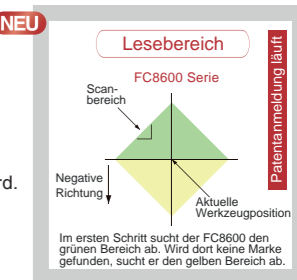 NEU
Lesebereich
FC8600 Serie
Scan-
bereich
Patentanmeldung läuft
rd.
Negative
Richtung
Aktuelle
Werkzeugposition
Im ersten Schritt sucht der FC8600 den
grünen Bereich ab. Wird dort keine Marke
gefunden, sucht er den gelben Bereich ab.